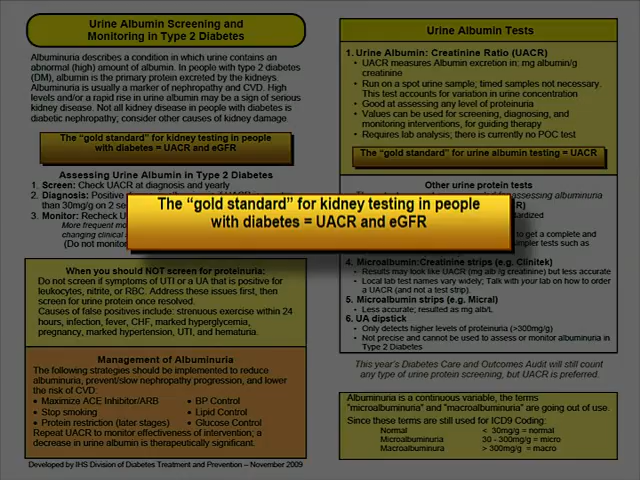 Urine Albumin Screening and
Monitoring in Type 2 Diabetes
Albuminuria describes a condition in which urine contains an
abnormal (high) amount of albumin. In people with type 2 diabetes
(DM), albumin is the primary protein excreted by the kidneys.
Albuminuria is usually a marker of nephropathy and CVD. High
levels and/or a rapid rise in urine albumin may be a sign of serious
kidney disease. Not all kidney disease in people with diabetes is
diabetic nephropathy; consider other causes of kidney damage.
The "gold standard" for kidney testing in people
with diabetes = UACR and eGFR
Assessing Urine Albumin in Type 2 Diabetes
1. Screen: Check UACR at diagnosis and yearly
2. Diagnosis: Positive
than 30mg/g on 2 se
3. Monitor: Recheck U
More frequent mo
changing clinical
(Do not monitor
The "gold standard" for kidney testing in people
with diabetes = UACR and eGFR
When you should NOT screen for proteinuria:
Do not screen if symptoms of UTI or a UA that is positive for
leukocytes, nitrite, or RBC. Address these issues first, then
screen for urine protein once resolved.
Causes of false positives include: strenuous exercise within 24
hours, infection, fever, CHF, marked hyperglycemia,
pregnancy, marked hypertension, UTI, and hematuria.
Management of Albuminuria
The following strategies should be implemented to reduce
albuminuria, prevent/slow nephropathy progression, and lower
the risk of CVD:
• Maximize ACE Inhibitor/ARB • BP Control
• Stop smoking • Lipid Control
• Protein restriction (later stages) • Glucose Control
Repeat UACR to monitor effectiveness of intervention; a
decrease in urine albumin is therapeutically significant.
Developed by IHS Division of Diabetes Treatment and Prevention – November 2009
Urine Albumin Tests
1. Urine Albumin: Creatinine Ratio (UACR)
• UACR measures Albumin excretion in: mg albumin/g
creatinine
• Run on a spot urine sample; timed samples not necessary.
This test accounts for variation in urine concentration
• Good at assessing any level of proteinuria
• Values can be used for screening, diagnosing, and
monitoring interventions, for guiding therapy
• Requires lab analysis; there is currently no POC test
The "gold standard" for urine albumin testing = UACR
Other urine protein tests
assessing albuminuria
to get a complete and
simpler tests such as
4. Microalbumin:Creatinine strips (e.g. Clinitek)
• Results may look like UACR (mg alb /g creatinine) but less accurate
• Local lab test names vary widely; Talk with your lab on how to order
a UACR (and not a test strip).
5. Microalbumin strips (e.g. Micral)
• Less accurate; resulted as mg alb/L
6. UA dipstick
• Only detects higher levels of proteinuria (>300mg/g)
• Not precise and cannot be used to assess or monitor albuminuria in
Type 2 Diabetes
This year's Diabetes Care and Outcomes Audit will still count
any type of urine protein screening, but UACR is preferred.
Albuminuria is a continuous variable, the terms
"microalbuminuria" and "macroalbuminuria" are going out of use.
Since these terms are still used for ICD9 Coding:
Normal < 30mg/g = normal
Microalbuminuria 30 - 300mg/g = micro
Macroalbuminuria > 300mg/g = macro